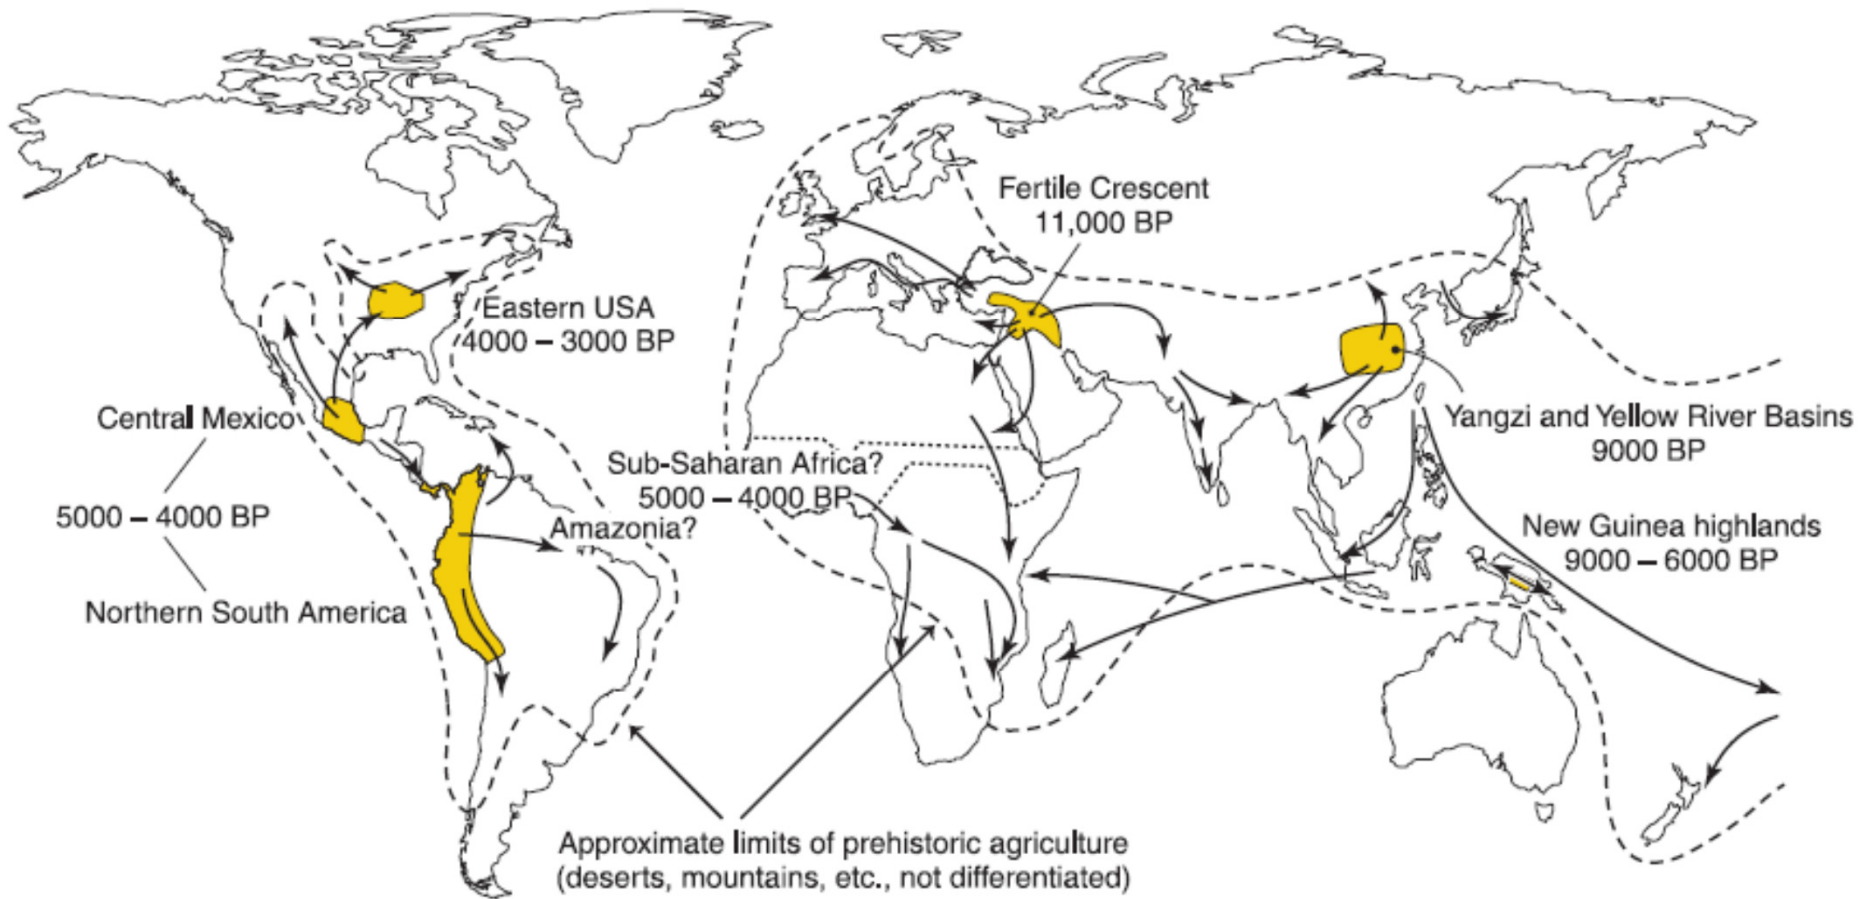 Fertile Crescent
11,000 BP
Eastern USA
4000 – 3000 BP
Central Mexico
5000 – 4000 BP
Northern South America
Sub-Saharan Africa?
5000 – 4000 BP
Amazonia?
Yangzi and Yellow River Basins
9000 BP
New Guinea highlands
9000 – 6000 BP
Approximate limits of prehistoric agriculture
(deserts, mountains, etc., not differentiated)